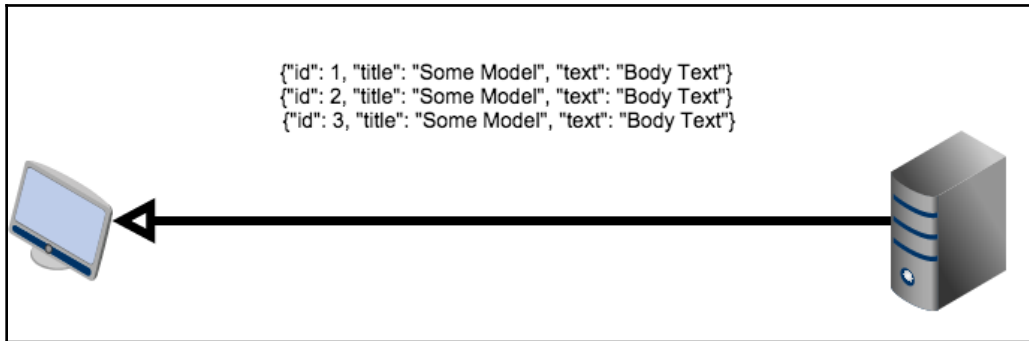 {"id": 1, "title": "Some Model", "text": "Body Text"}
{"id": 2, "title": "Some Model", "text": "Body Text"}
{"id": 3, "title": "Some Model", "text": "Body Text"}